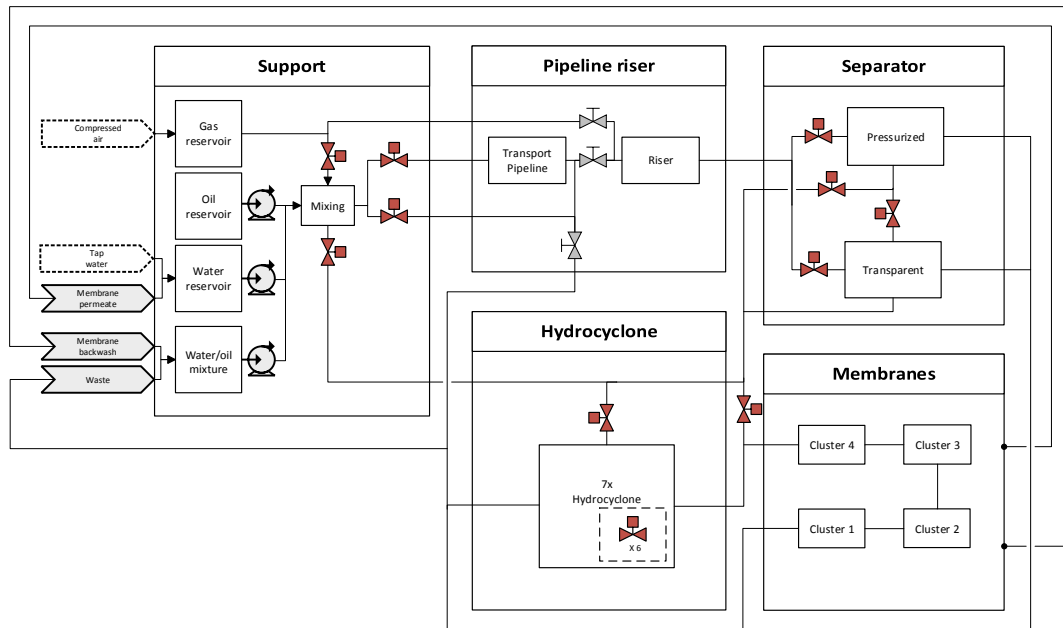 Support
Pipeline riser
Separator
Compressed
air
Gas
reservoir
Oil
reservoir
Tap
water
Water
reservoir
Membrane
permeate
Membrane
backwash
Waste
Water/oil
mixture
Mixing
Transport
Pipeline
Riser
Pressurized
Transparent
Hydrocyclone
7x
Hydrocyclone
X 6
Membranes
Cluster 4
Cluster 3
Cluster 1
Cluster 2